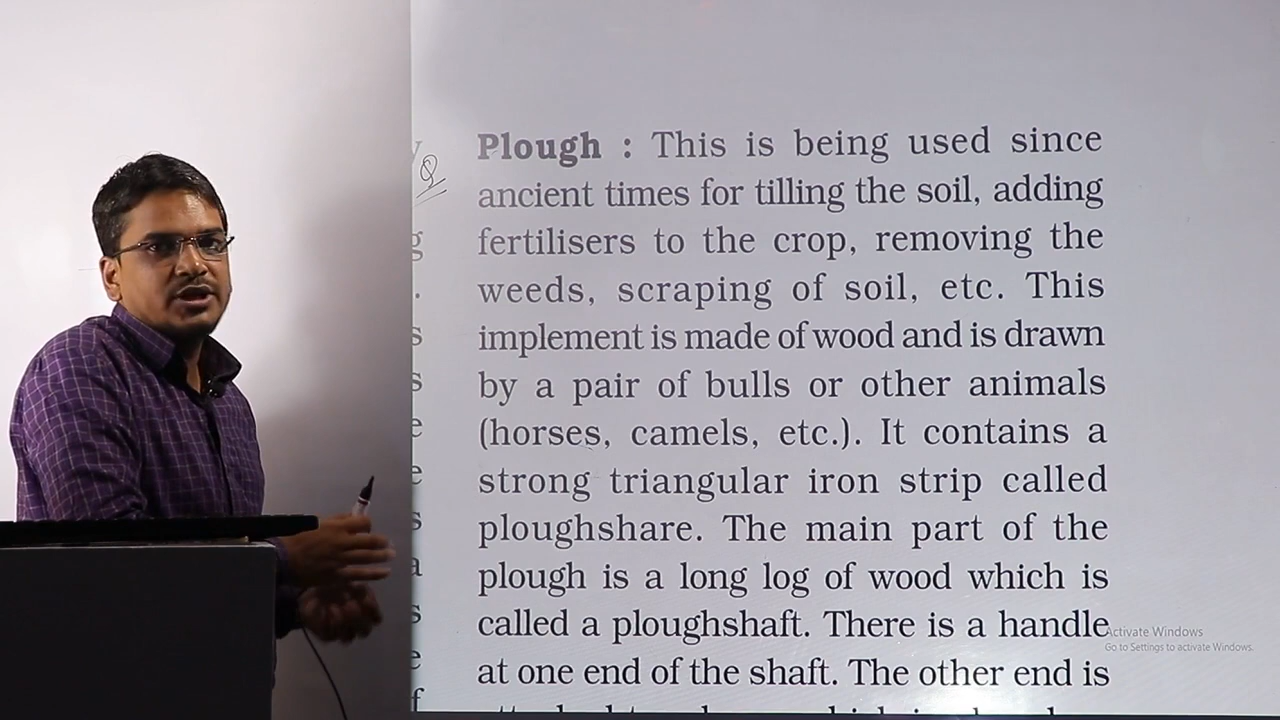 Plough : This is being used since
ancient times for tilling the soil, adding
fertilisers to the crop, removing the
weeds, scraping of soil, etc. This
implement is made of wood and is drawn
by a pair of bulls or other animals
(horses, camels, etc.). It contains a
strong triangular iron strip called
ploughshare. The main part of the
plough is a long log of wood which is
called a ploughshaft. There is a handle
at one end of the shaft. The other end is
Activate Windows
Go to Settings to activate Windows.